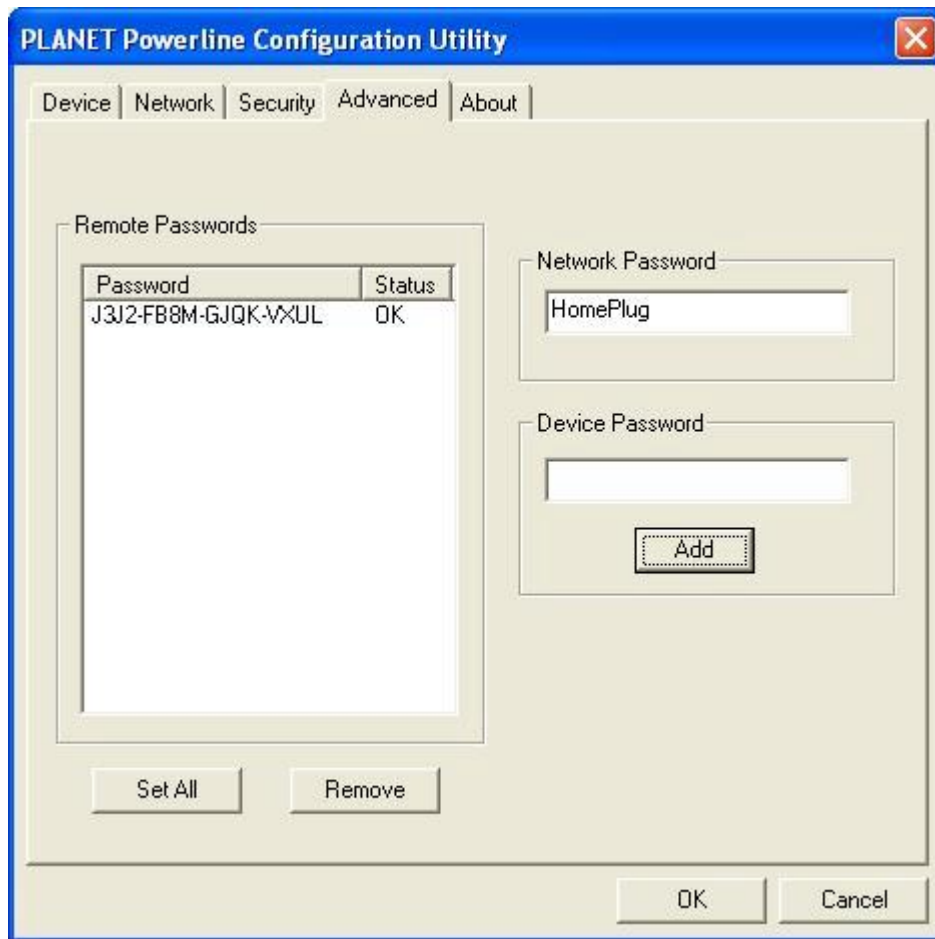 PLANET Powerline Configuration Utility
Device Network Security Advanced About
Remote Passwords
Password Status
J3J2-FB8M-GJQK-VXUL OK
Network Password
HomePlug
Device Password
Add
Set All Remove
OK Cancel